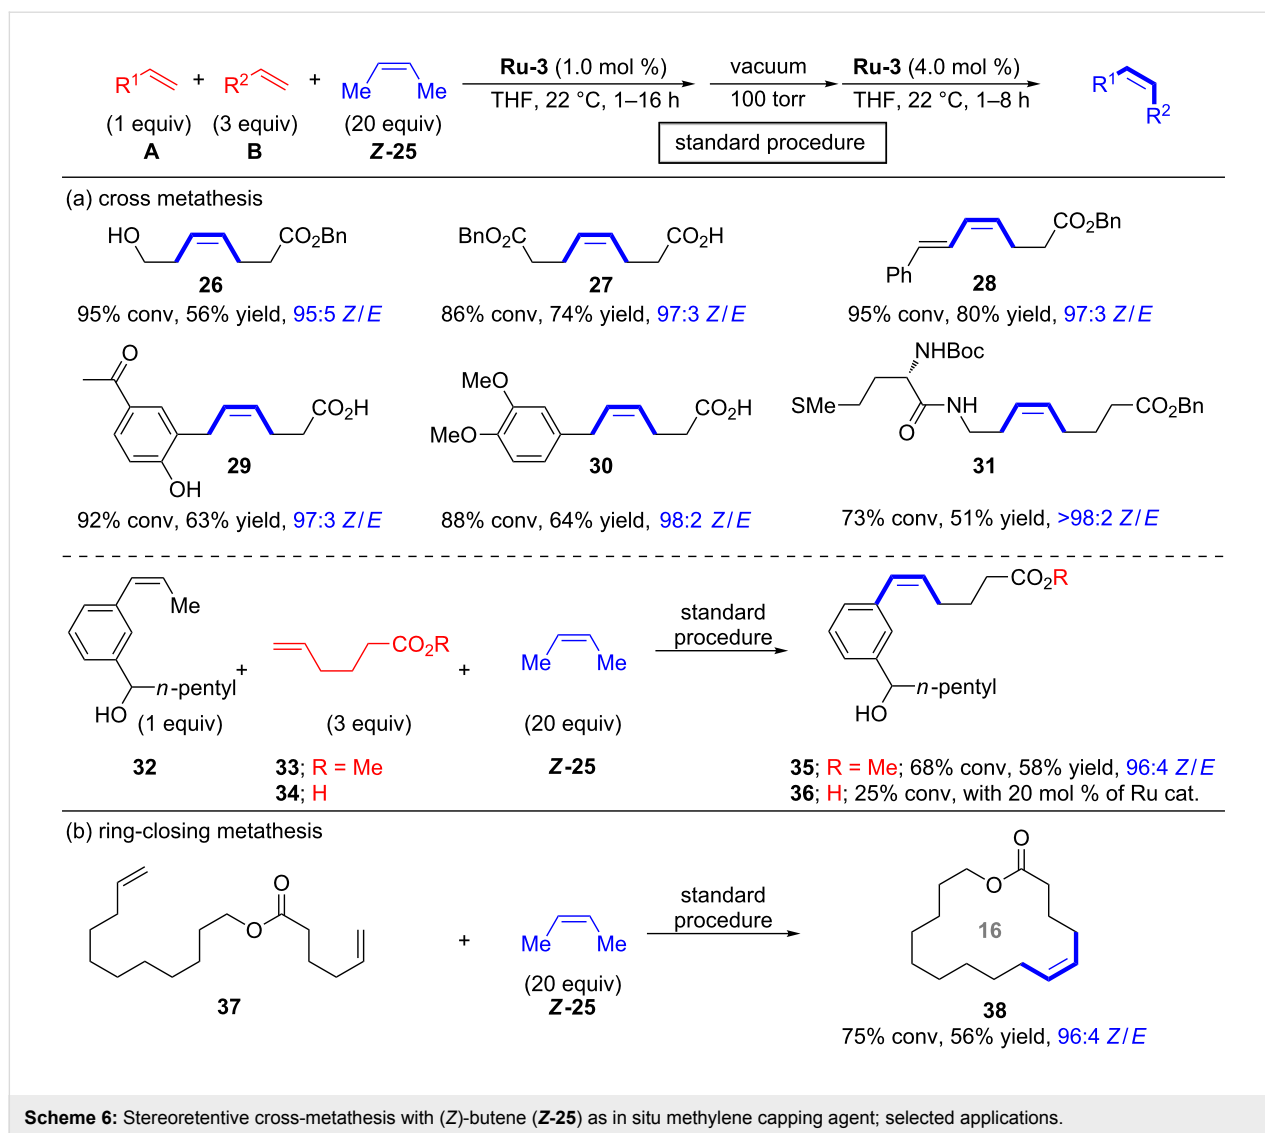 R1 + R2 + Me Me Ru-3 (1.0 mol %) vacuum Ru-3 (4.0 mol %) R1 R2
THF, 22 °C, 1–16 h 100 torr THF, 22 °C, 1–8 h
(1 equiv) (3 equiv) (20 equiv)
A B Z-25
standard procedure
(a) cross metathesis
HO CO2Bn BnO2C CO2H Ph CO2Bn
26 27 28
95% conv, 56% yield, 95:5 Z/E 86% conv, 74% yield, 97:3 Z/E 95% conv, 80% yield, 97:3 Z/E
O CO2H OH MeO MeO CO2H NHBoc SMe O NH CO2Bn
29 30 31
92% conv, 63% yield, 97:3 Z/E 88% conv, 64% yield, 98:2 Z/E 73% conv, 51% yield, >98:2 Z/E
Me n-pentyl HO + CO2R + Me Me
standard
procedure
CO2R n-pentyl HO
(1 equiv) (3 equiv) (20 equiv)
32 33; R = Me Z-25 35; R = Me; 68% conv, 58% yield, 96:4 Z/E
34; H 36; H; 25% conv, with 20 mol % of Ru cat.
(b) ring-closing metathesis
O O + Me Me
standard
procedure
O O 16
(20 equiv)
37 Z-25 38
75% conv, 56% yield, 96:4 Z/E
Scheme 6: Stereoretentive cross-metathesis with (Z)-butene (Z-25) as in situ methylene capping agent; selected applications.